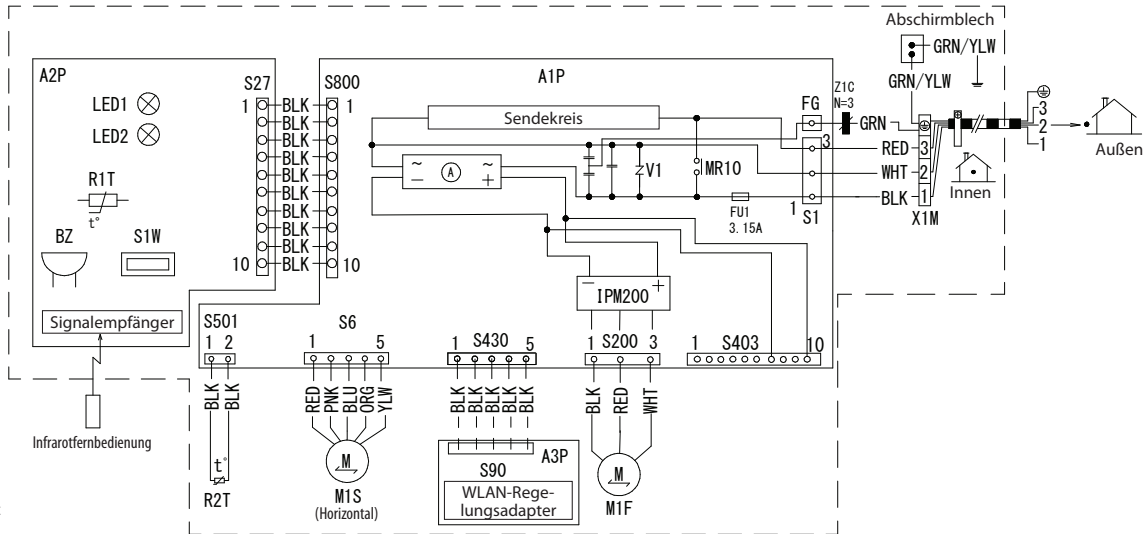 Abschirmblech
GRN/YLW
GRN/YLW
A2P
S27
S800
A1P
Z1C
N=3
FG
GRN
3
2
1
Außen
LED1
LED2
1
BLK
1
BLK
BLK
BLK
BLK
BLK
BLK
BLK
BLK
10
BLK
10
Sendekreis
3
RED
3
WHT
2
BLK
1
X1M
Innen
~
~
A
-
+
V1
MR10
FU1
3.15A
1
S1
R1T
t°
BZ
S1W
-
+
IPM200
Signalempfänger
S501
1 2
S6
1 5
1 S430 5
1 S200 3
1 S403 10
BLK
BLK
RED
PNK
BLU
ORG
YLW
BLK
BLK
BLK
BLK
BLK
BLK
RED
WHT
Infrarotfernbedienung
t°
R2T
M
M1S
(Horizontal)
A3P
S90
WLAN-Rege-
lungsadapter
M
M1F